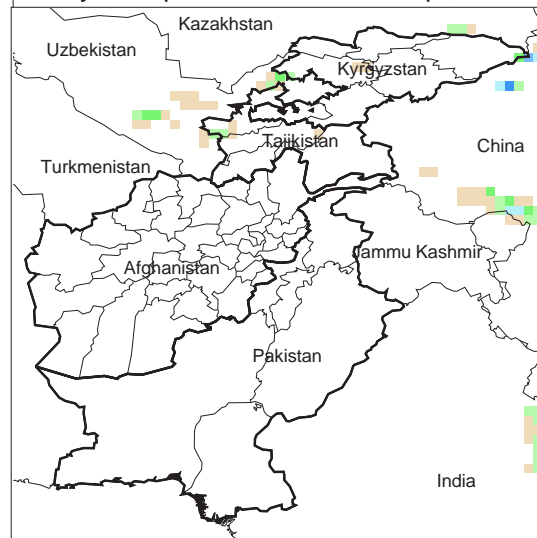 Kazakhstan
Uzbekistan
Kyrgyzstan
Tajikistan
China
Turkmenistan
Jammu Kashmir
Afghanistan
Pakistan
India